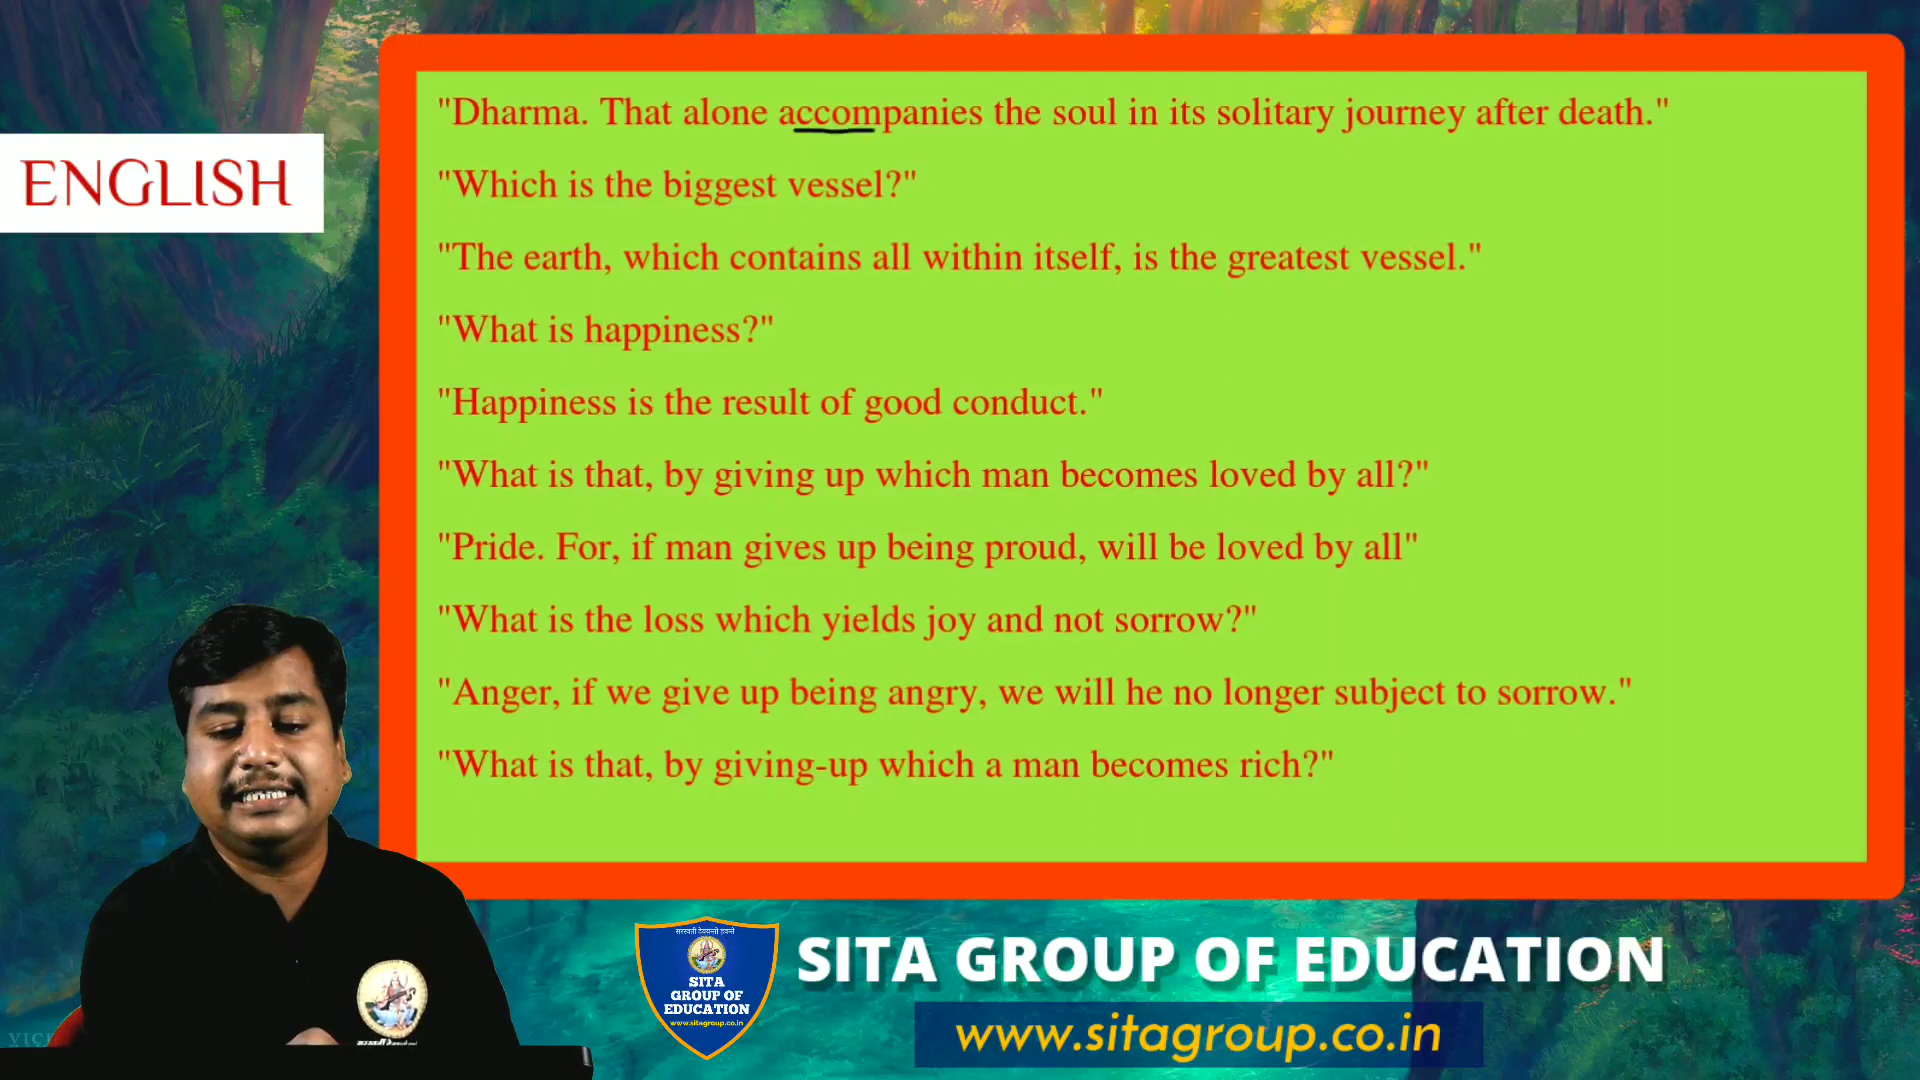 "Dharma. That alone accompanies the soul in its solitary journey after death."
ENGLISH
"Which is the biggest vessel?"
"The earth, which contains all within itself, is the greatest vessel."
"What is happiness?"
"Happiness is the result of good conduct."
"What is that, by giving up which man becomes loved by all?"
"Pride. For, if man gives up being proud, will be loved by all"
"What is the loss which yields joy and not sorrow?"
"Anger, if we give up being angry, we will he no longer subject to sorrow."
"What is that, by giving-up which a man becomes rich?"
SITA
GROUP OF
EDUCATION
www.sitagroup.co.in
SITA GROUP OF EDUCATION
www.sitagroup.co.in